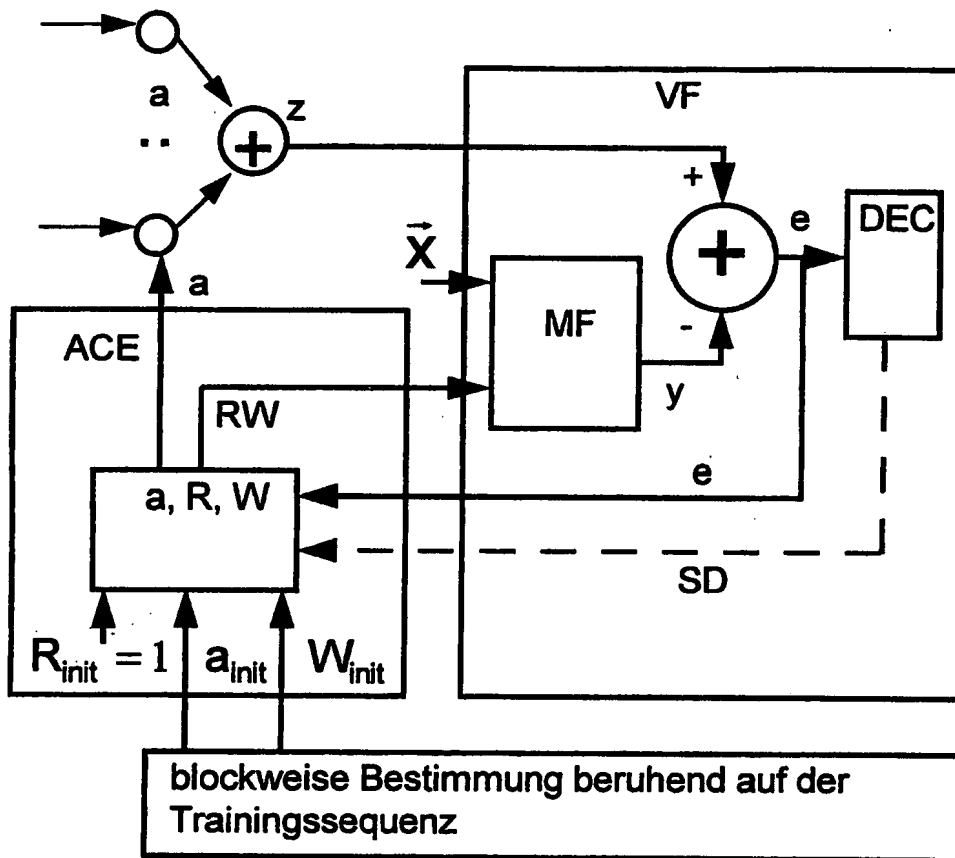 a
..
z
VF
+
+
e
DEC
X
+
MF
-
a
ACE
y
RW
e
a, R, W
SD
R_init = 1 a_init W_init
blockweise Bestimmung beruhend auf der
Trainingssequenz